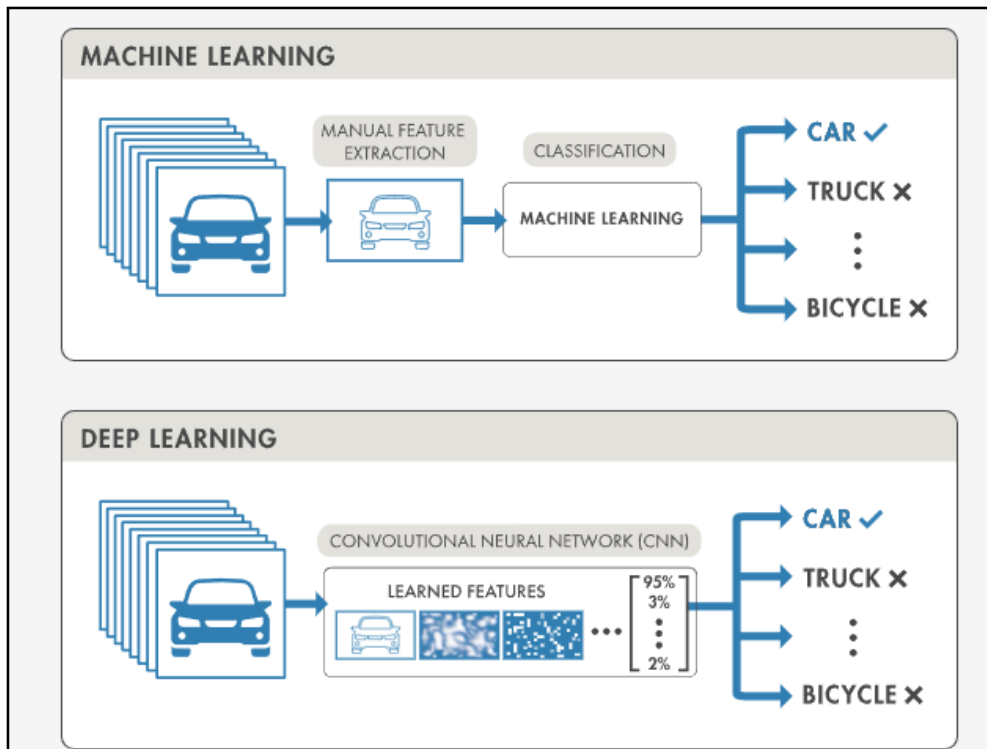 MACHINE LEARNING
MANUAL FEATURE
EXTRACTION
CLASSIFICATION
MACHINE LEARNING
CAR ✓
TRUCK ✕
⋮
BICYCLE ✕
DEEP LEARNING
CONVOLUTIONAL NEURAL NETWORK (CNN)
LEARNED FEATURES
•••
95%
3%
⋮
2%
CAR ✓
TRUCK ✕
⋮
BICYCLE ✕